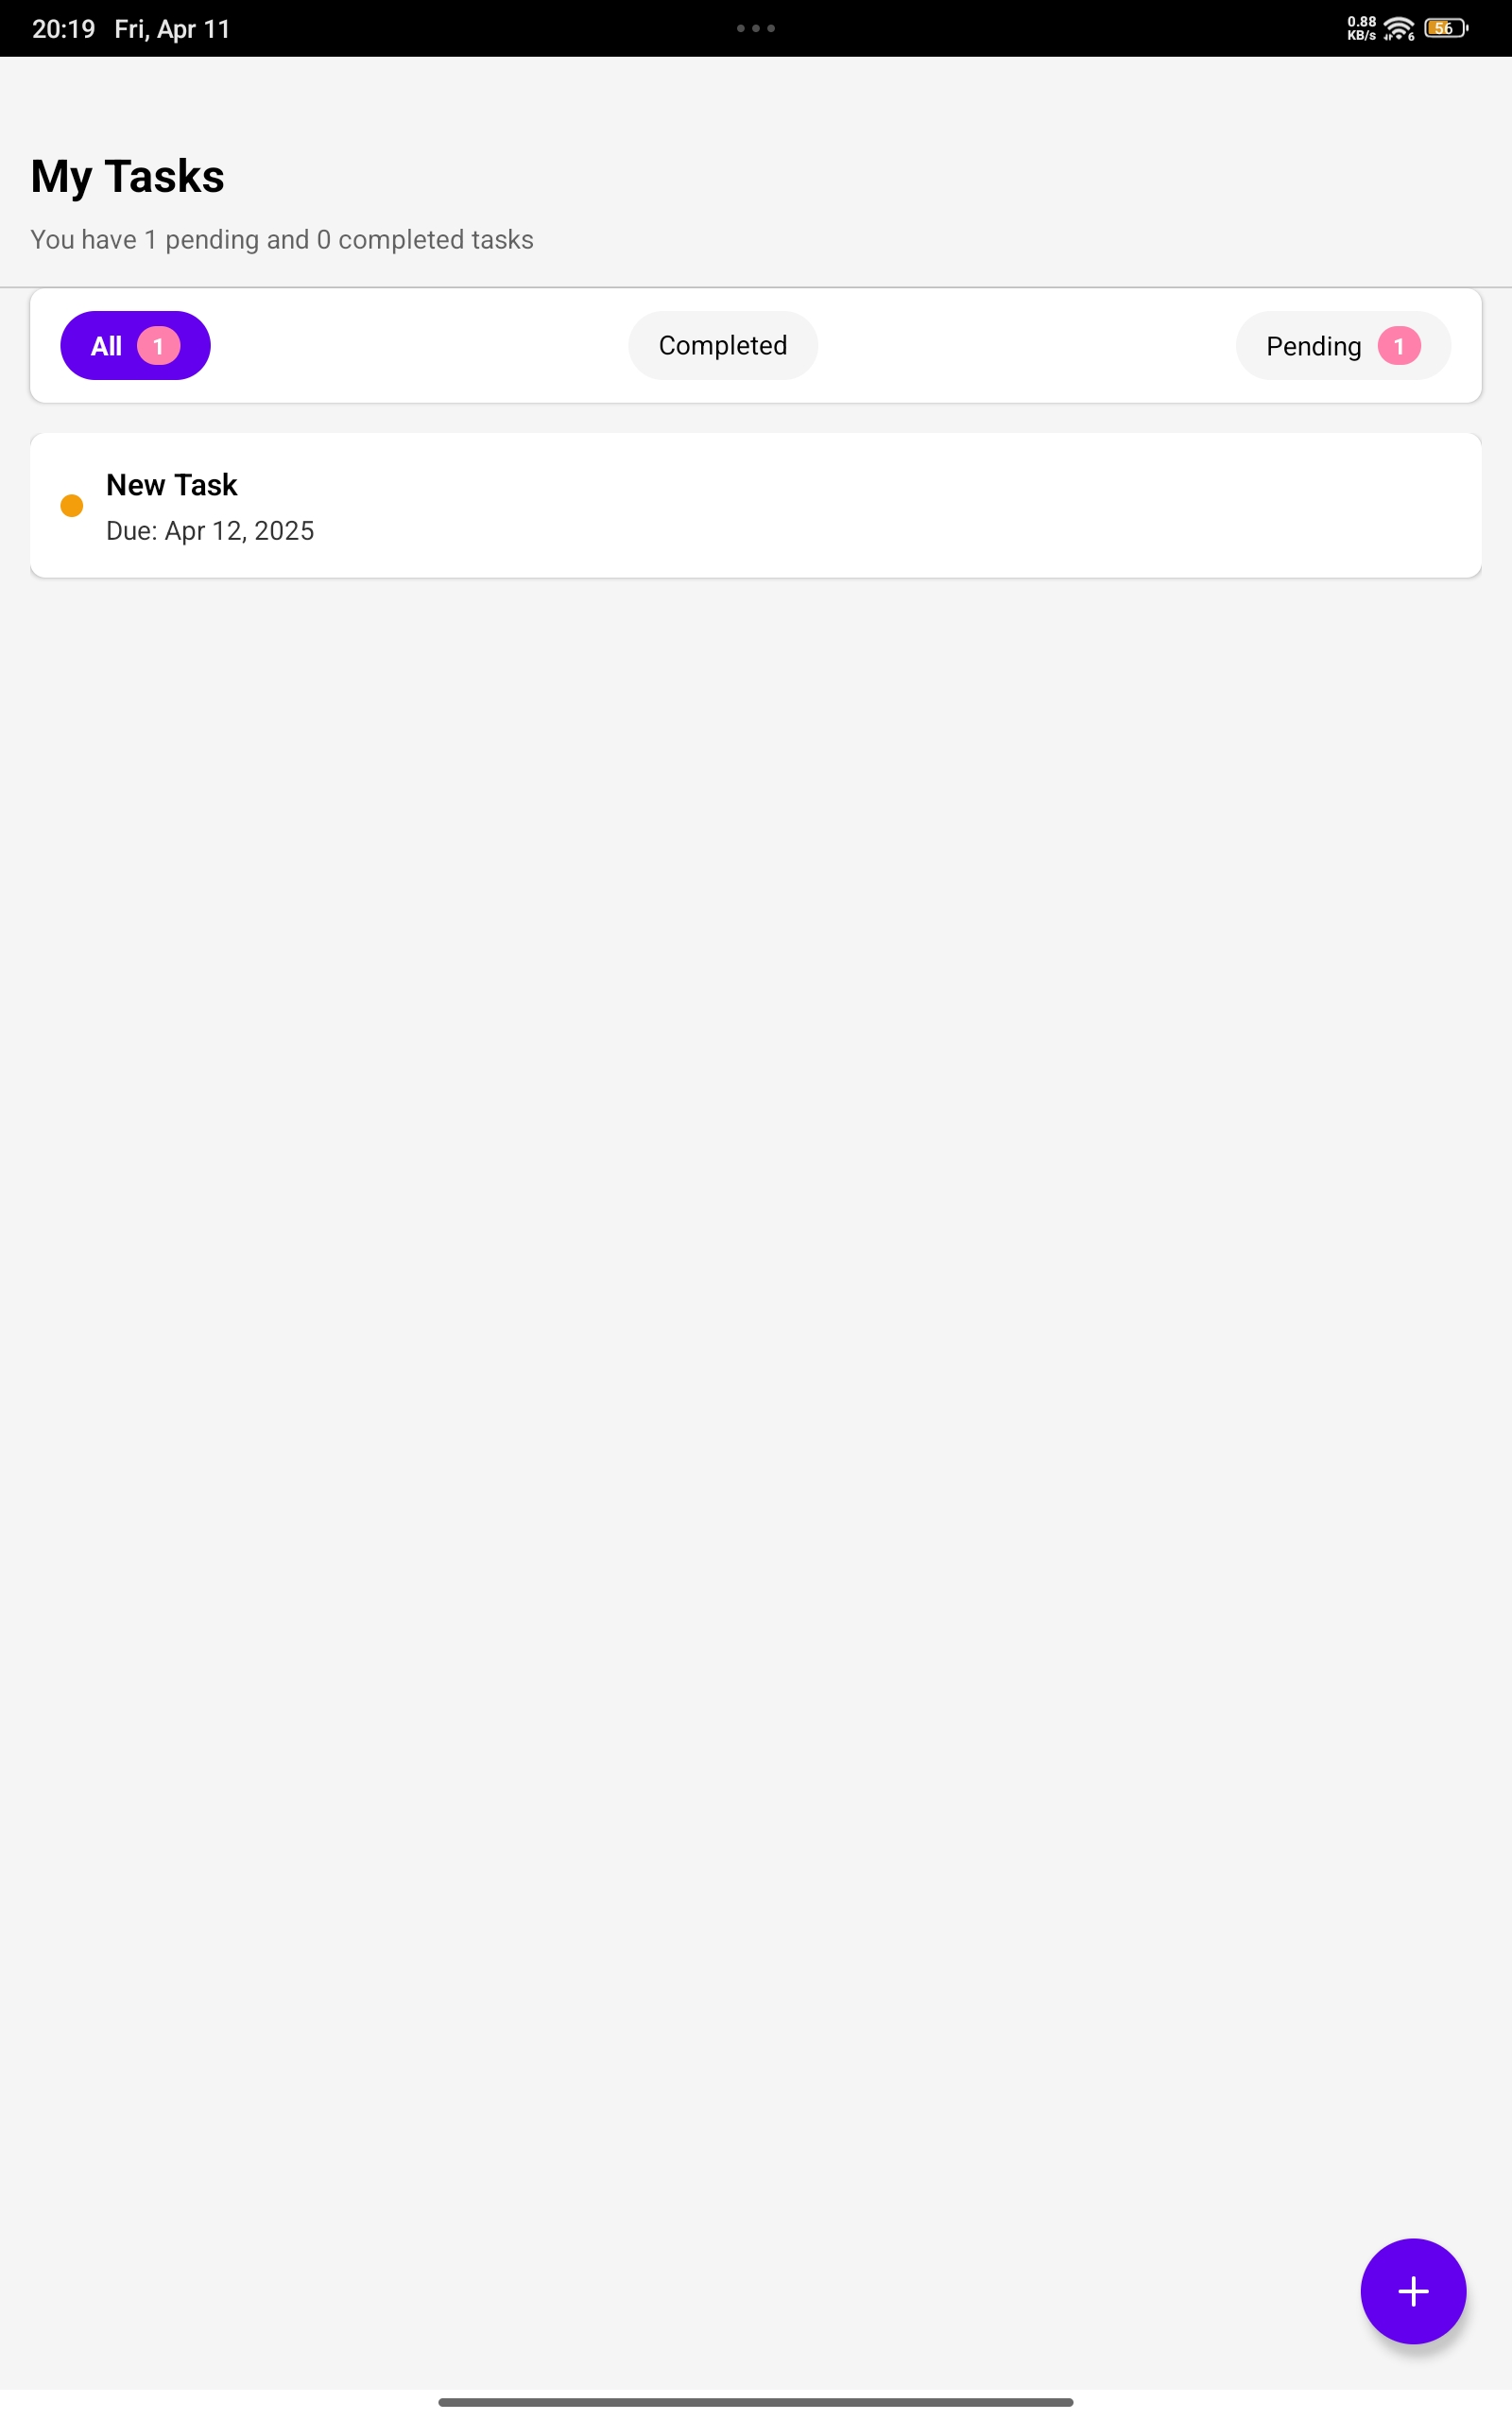 20:19 Fri, Apr 11
0.88
KB/s
6
56
My Tasks
You have 1 pending and 0 completed tasks
All 1
Completed
Pending 1
New Task
Due: Apr 12, 2025